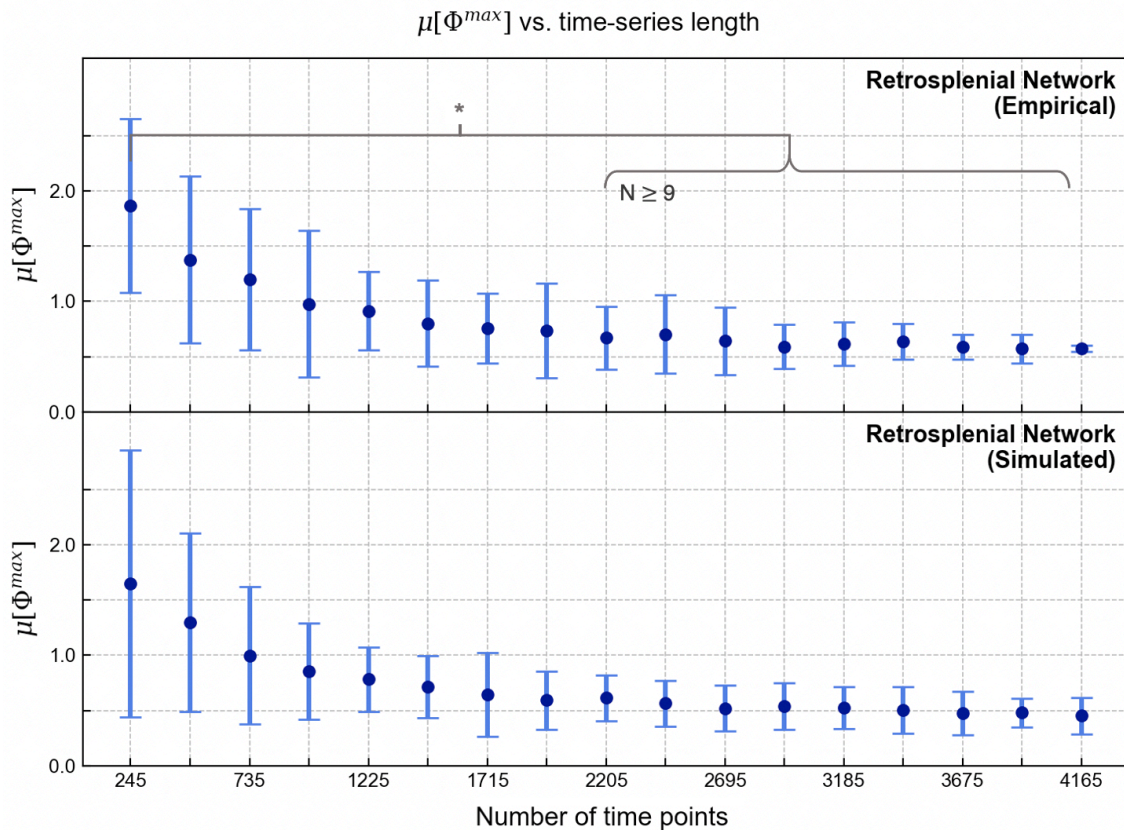 μ[Φ^max] vs. time-series length
Retrosplenial Network
(Empirical)
*
N ≥ 9
μ[Φ^max]
2.0
1.0
0.0
Retrosplenial Network
(Simulated)
μ[Φ^max]
2.0
1.0
0.0
245 735 1225 1715 2205 2695 3185 3675 4165
Number of time points